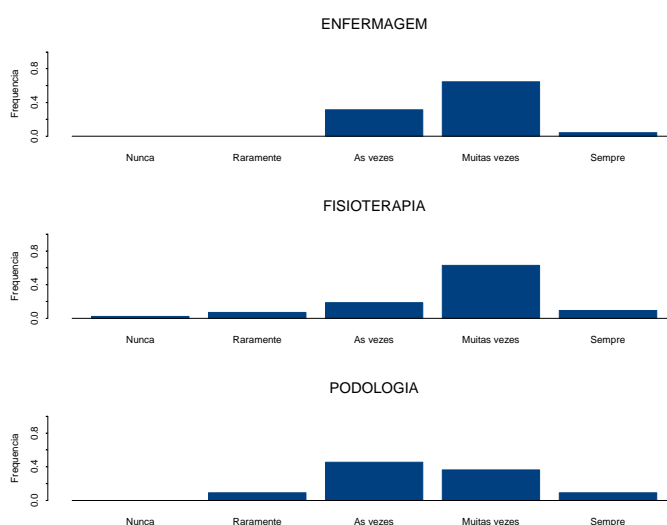 ENFERMAGEM
0.8
0.4
0.0
Frequencia
Nunca Raramente As vezes Muitas vezes Sempre
FISIOTERAPIA
0.8
0.4
0.0
Frequencia
Nunca Raramente As vezes Muitas vezes Sempre
PODOLOGIA
0.8
0.4
0.0
Frequencia
Nunca Raramente As vezes Muitas vezes Sempre